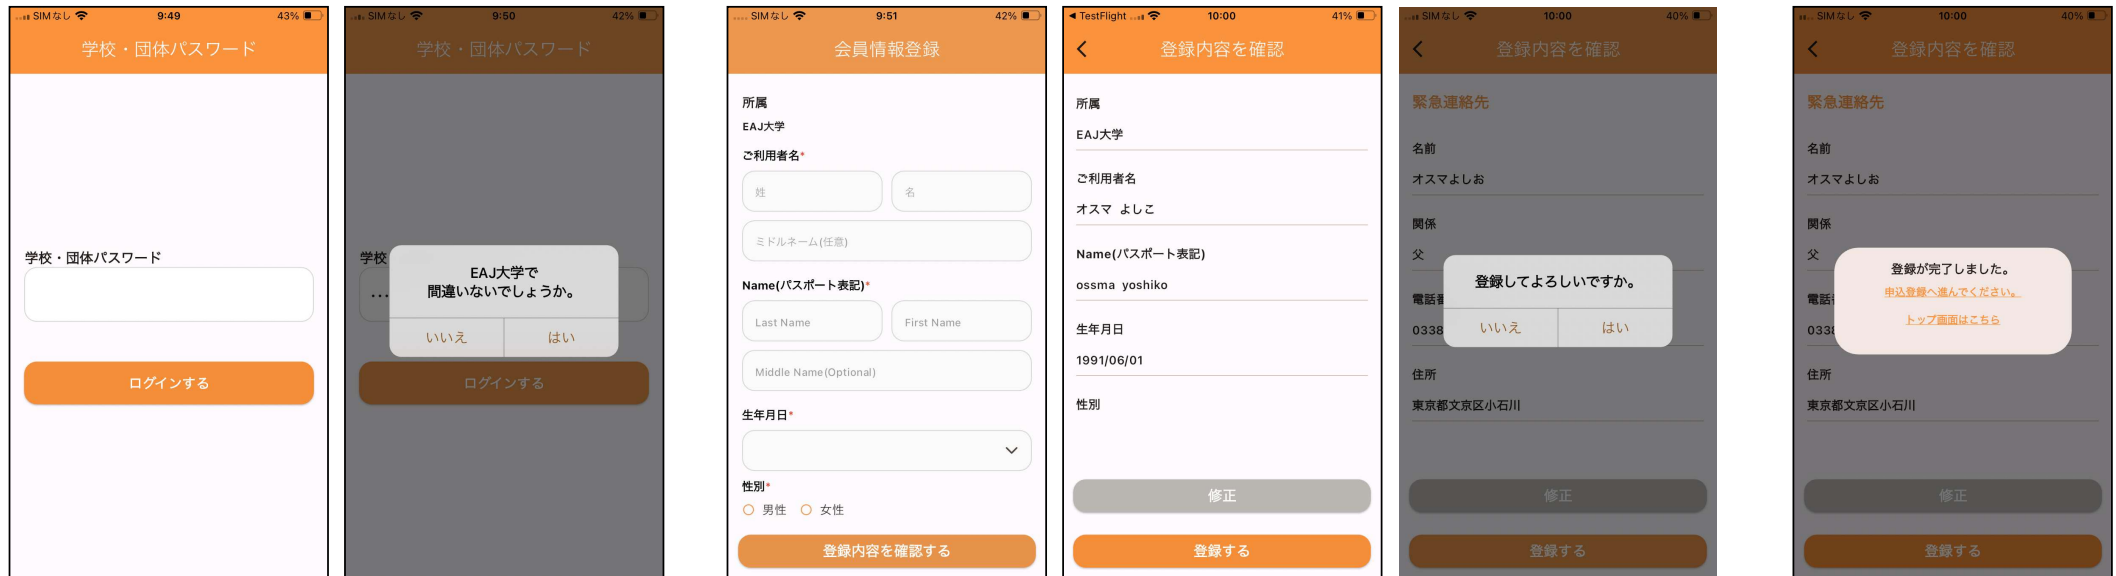 SIMなし 9:49 43%
学校・団体パスワード
学校・団体パスワード
ログインする
SIMなし 9:50 42%
学校・団体パスワード
学校
...
EAJ大学で
間違いないでしょうか。
いいえ はい
ログインする
SIMなし 9:51 42%
会員情報登録
所属
EAJ大学
ご利用者名*
姓 名
ミドルネーム(任意)
Name(パスポート表記)*
Last Name First Name
Middle Name(Optional)
生年月日*
性別*
男性 女性
登録内容を確認する
TestFlight 10:00 41%
登録内容を確認
所属
EAJ大学
ご利用者名
オスマ よしこ
Name(パスポート表記)
ossma yoshiko
生年月日
1991/06/01
性別
修正
登録する
SIMなし 10:00 40%
登録内容を確認
緊急連絡先
名前
オスマよしお
関係
父
電話番
0338
登録してよろしいですか。
いいえ はい
住所
東京都文京区小石川
修正
登録する
SIMなし 10:00 40%
登録内容を確認
緊急連絡先
名前
オスマよしお
関係
父
電話
033
登録が完了しました。
申込登録へ進んでください。
トップ画面はこちら
住所
東京都文京区小石川
修正
登録する